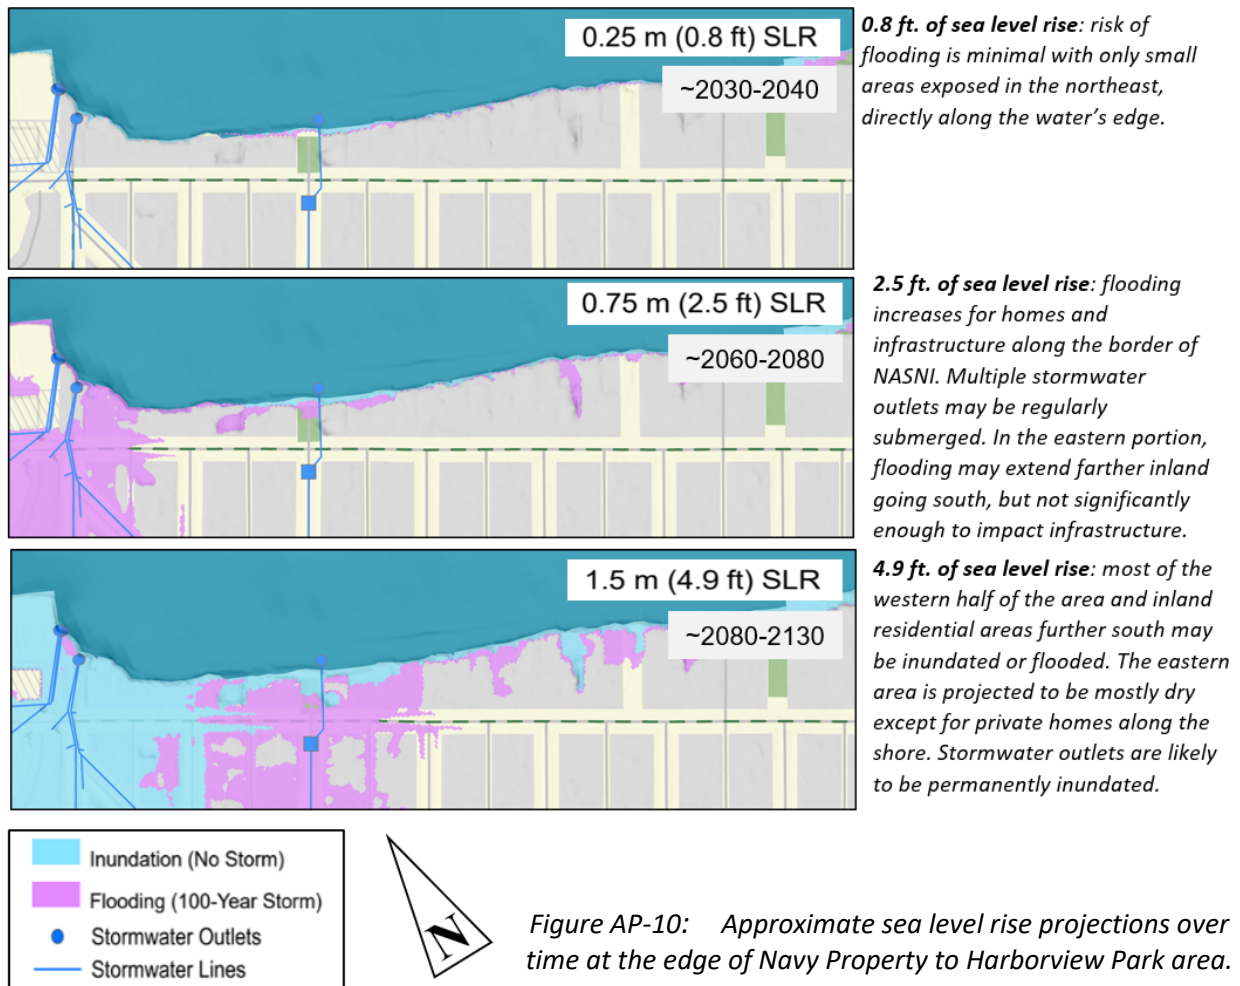 0.25 m (0.8 ft) SLR
~2030-2040
0.8 ft. of sea level rise: risk of
flooding is minimal with only small
areas exposed in the northeast,
directly along the water’s edge.
0.75 m (2.5 ft) SLR
~2060-2080
2.5 ft. of sea level rise: flooding
increases for homes and
infrastructure along the border of
NASNI. Multiple stormwater
outlets may be regularly
submerged. In the eastern portion,
flooding may extend farther inland
going south, but not significantly
enough to impact infrastructure.
1.5 m (4.9 ft) SLR
~2080-2130
4.9 ft. of sea level rise: most of the
western half of the area and inland
residential areas further south may
be inundated or flooded. The eastern
area is projected to be mostly dry
except for private homes along the
shore. Stormwater outlets are likely
to be permanently inundated.
Inundation (No Storm)
Flooding (100-Year Storm)
Stormwater Outlets
Stormwater Lines
N
Figure AP-10: Approximate sea level rise projections over
time at the edge of Navy Property to Harborview Park area.